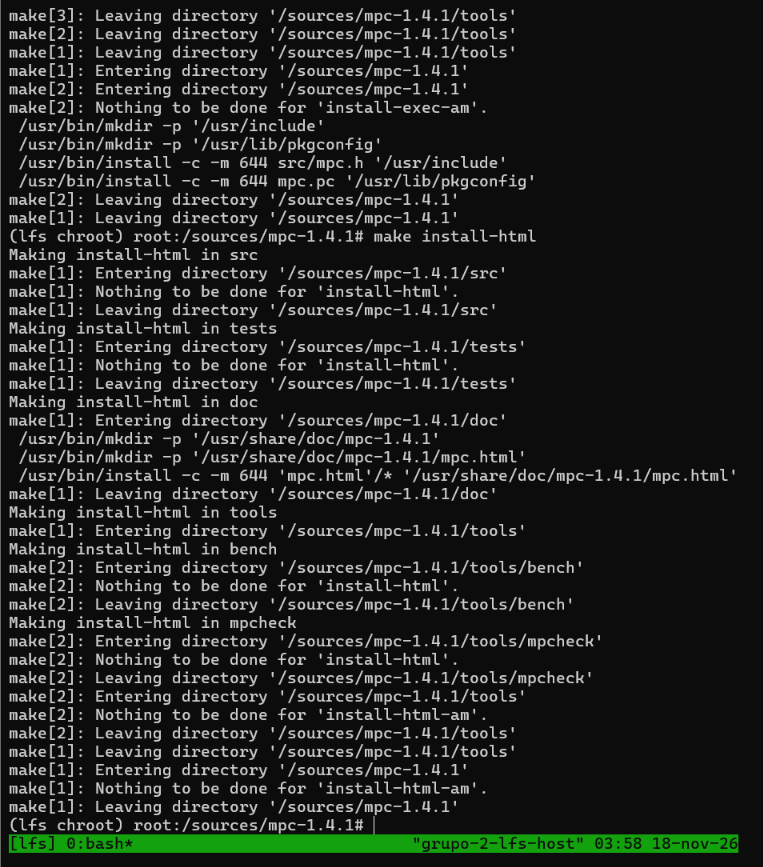 make[3]: Leaving directory '/sources/mpc-1.4.1/tools'
make[2]: Leaving directory '/sources/mpc-1.4.1/tools'
make[1]: Leaving directory '/sources/mpc-1.4.1/tools'
make[1]: Entering directory '/sources/mpc-1.4.1'
make[2]: Entering directory '/sources/mpc-1.4.1'
make[2]: Nothing to be done for 'install-exec-am'.
 /usr/bin/mkdir -p '/usr/include'
 /usr/bin/mkdir -p '/usr/lib/pkgconfig'
 /usr/bin/install -c -m 644 src/mpc.h '/usr/include'
 /usr/bin/install -c -m 644 mpc.pc '/usr/lib/pkgconfig'
make[2]: Leaving directory '/sources/mpc-1.4.1'
make[1]: Leaving directory '/sources/mpc-1.4.1'
(lfs chroot) root:/sources/mpc-1.4.1# make install-html
Making install-html in src
make[1]: Entering directory '/sources/mpc-1.4.1/src'
make[1]: Nothing to be done for 'install-html'.
make[1]: Leaving directory '/sources/mpc-1.4.1/src'
Making install-html in tests
make[1]: Entering directory '/sources/mpc-1.4.1/tests'
make[1]: Nothing to be done for 'install-html'.
make[1]: Leaving directory '/sources/mpc-1.4.1/tests'
Making install-html in doc
make[1]: Entering directory '/sources/mpc-1.4.1/doc'
 /usr/bin/mkdir -p '/usr/share/doc/mpc-1.4.1'
 /usr/bin/mkdir -p '/usr/share/doc/mpc-1.4.1/mpc.html'
 /usr/bin/install -c -m 644 'mpc.html'/* '/usr/share/doc/mpc-1.4.1/mpc.html'
make[1]: Leaving directory '/sources/mpc-1.4.1/doc'
Making install-html in tools
make[1]: Entering directory '/sources/mpc-1.4.1/tools'
Making install-html in bench
make[2]: Entering directory '/sources/mpc-1.4.1/tools/bench'
make[2]: Nothing to be done for 'install-html'.
make[2]: Leaving directory '/sources/mpc-1.4.1/tools/bench'
Making install-html in mpcheck
make[2]: Entering directory '/sources/mpc-1.4.1/tools/mpcheck'
make[2]: Nothing to be done for 'install-html'.
make[2]: Leaving directory '/sources/mpc-1.4.1/tools/mpcheck'
make[2]: Entering directory '/sources/mpc-1.4.1/tools'
make[2]: Nothing to be done for 'install-html-am'.
make[2]: Leaving directory '/sources/mpc-1.4.1/tools'
make[1]: Leaving directory '/sources/mpc-1.4.1/tools'
make[1]: Entering directory '/sources/mpc-1.4.1'
make[1]: Nothing to be done for 'install-html-am'.
make[1]: Leaving directory '/sources/mpc-1.4.1'
(lfs chroot) root:/sources/mpc-1.4.1#
[lfs] 0:bash* "grupo-2-lfs-host" 03:58 18-nov-26